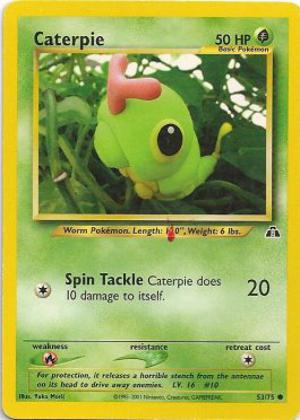 Caterpie
50 HP
Basic Pokémon
Worm Pokémon. Length: 1'0", Weight: 6 lbs.
Spin Tackle Caterpie does
10 damage to itself.
20
weakness
resistance
retreat cost
For protection, it releases a horrible stench from the antennae
on its head to drive away enemies. LV. 16 #10
Illus. Yuka Morii
©1995-2001 Nintendo, Creatures, GAMEFREAK.
53/75